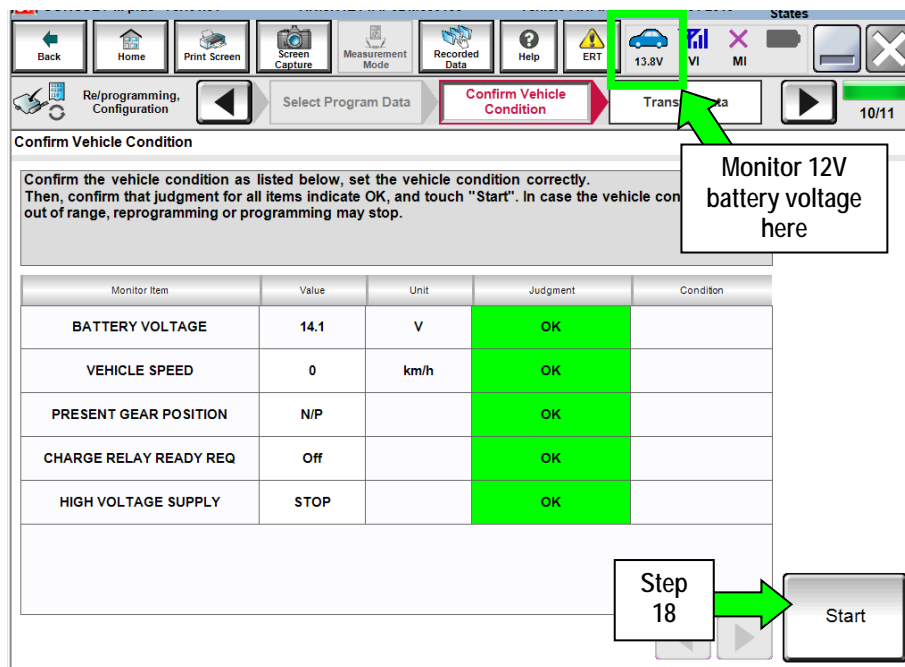 States
Back
Home
Print Screen
Screen Capture
Measurement Mode
Recorded Data
Help
ERT
13.8V
VI
MI
Re/programming, Configuration
Select Program Data
Confirm Vehicle Condition
10/11
Confirm Vehicle Condition
Confirm the vehicle condition as listed below, set the vehicle condition correctly.
Then, confirm that judgment for all items indicate OK, and touch "Start". In case the vehicle con
out of range, reprogramming or programming may stop.
Monitor 12V
battery voltage
here
Monitor Item Value Unit Judgment Condition
BATTERY VOLTAGE 14.1 V OK
VEHICLE SPEED 0 km/h OK
PRESENT GEAR POSITION N/P OK
CHARGE RELAY READY REQ Off OK
HIGH VOLTAGE SUPPLY STOP OK
Step
18
Start